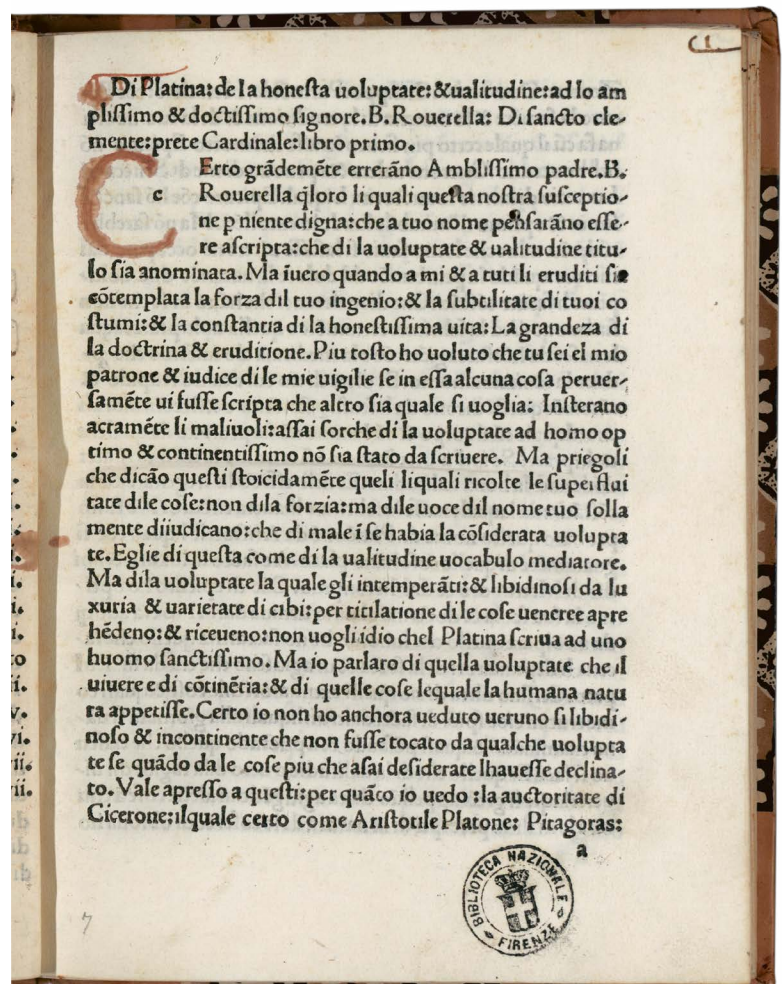 Di Platina: de la honesta uoluptate: & ualitudine: ad lo am
plissimo & doctissimo signore. B. Rouerella: Di sancto cle-
mente: prete Cardinale: libro primo.
C Erto grādemēte errerāno Amblissimo padre. B.
c Rouerella q̄loro li quali questa nostra susceptio-
ne p niente digna: che a tuo nome pensarāno esse-
re ascripta: che di la uoluptate & ualitudine titu-
lo sia anominata. Ma īuero quando a mi & a tuti li eruditi sia
cōtemplata la forza dil tuo ingenio: & la subtilitate di tuoi co
stumi: & la constantia di la honestissima uita: La grandeza di
la doctrina & eruditione. Piu tosto ho uoluto che tu sei el mio
patrone & iudice di le mie uigilie se in essa alcuna cosa peruer-
samēte ui fusse scripta che altro sia quale si uoglia: Insterano
acramēte li maliuoli: assai forche di la uoluptate ad homo op
timo & continentissimo nō sia stato da scriuere. Ma priegoli
che dicāo questi stoicidamēte queli liquali ricolte le superflui
tate dile cose: non dila forzia: ma dile uoce dil nome tuo solla
mente diiudicano: che di male ī se habia la cōsiderata uolupta
te. Eglie di questa come di la ualitudine uocabulo mediatore.
Ma dila uoluptate la quale gli intemperāti: & libidinosi da lu
xuria & uarietate di cibi: per titilatione di le cose ueneree apre
hēdeno: & riceueno: non uogli idio chel Platina scriua ad uno
huomo sanctissimo. Ma io parlaro di quella uoluptate che il
uiuere e di cōtinētia: & di quelle cose lequale la humana natu
ra appetisse. Certo io non ho anchora ueduto ueruno si libidi-
noso & incontinente che non fusse tocato da qualche uolupta
te se quādo da le cose piu che asai desiderate lhauesse declina-
to. Vale apresso a questi: per quāto io uedo: la auctoritate di
Cicerone: ilquale certo come Aristotile Platone: Pitagoras:
a
BIBLIOTECA NAZIONALE
FIRENZE
7
to
ii.
v.
vi.
vii.
vii.